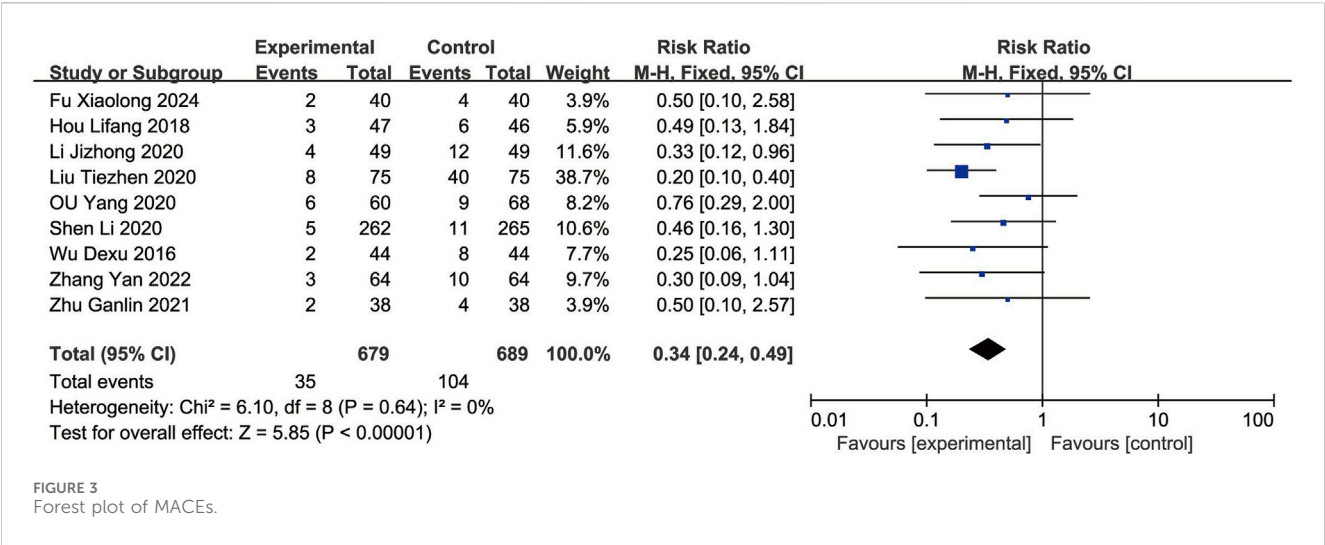 Experimental Control Risk Ratio Risk Ratio
Study or Subgroup Events Total Events Total Weight M-H, Fixed, 95% CI M-H, Fixed, 95% CI
Fu Xiaolong 2024 2 40 4 40 3.9% 0.50 [0.10, 2.58]
Hou Lifang 2018 3 47 6 46 5.9% 0.49 [0.13, 1.84]
Li Jizhong 2020 4 49 12 49 11.6% 0.33 [0.12, 0.96]
Liu Tiezhen 2020 8 75 40 75 38.7% 0.20 [0.10, 0.40]
OU Yang 2020 6 60 9 68 8.2% 0.76 [0.29, 2.00]
Shen Li 2020 5 262 11 265 10.6% 0.46 [0.16, 1.30]
Wu Dexu 2016 2 44 8 44 7.7% 0.25 [0.06, 1.11]
Zhang Yan 2022 3 64 10 64 9.7% 0.30 [0.09, 1.04]
Zhu Ganlin 2021 2 38 4 38 3.9% 0.50 [0.10, 2.57]
Total (95% CI) 679 689 100.0% 0.34 [0.24, 0.49]
Total events 35 104
Heterogeneity: Chi² = 6.10, df = 8 (P = 0.64); I² = 0%
Test for overall effect: Z = 5.85 (P < 0.00001)
0.01 0.1 1 10 100
Favours [experimental] Favours [control]
FIGURE 3
Forest plot of MACEs.